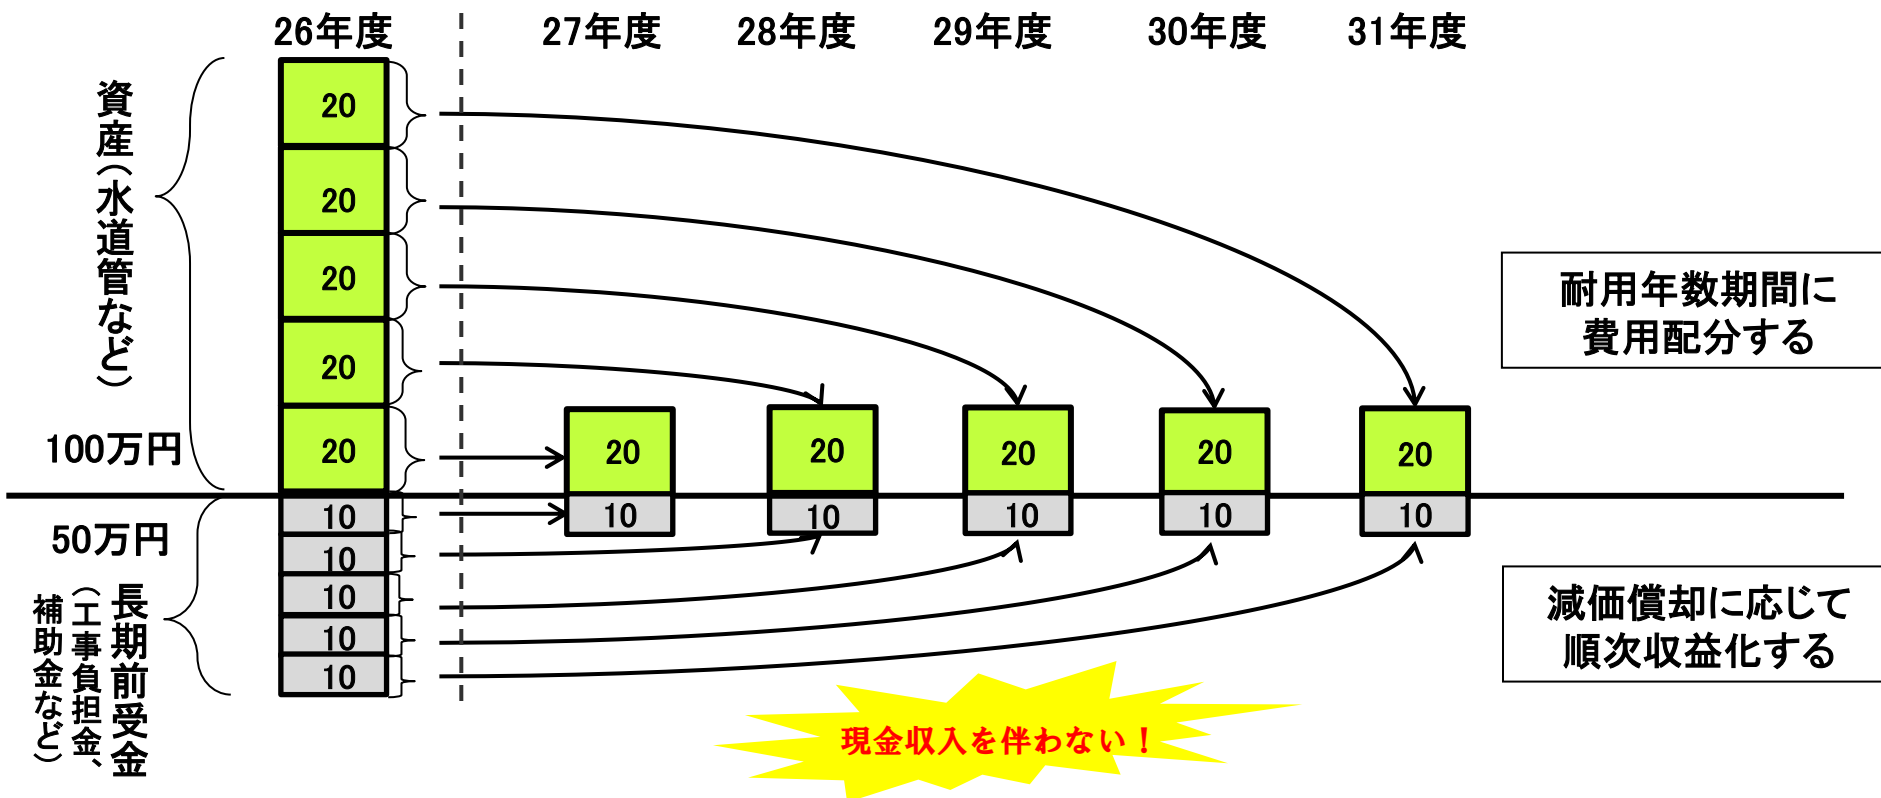 26年度
27年度
28年度
29年度
30年度
31年度
資産(水道管など)
100万円
20
20
20
20
20
20
20
20
20
20
耐用年数期間に
費用配分する
50万円
長期前受金
(工事負担金、
補助金など)
10
10
10
10
10
10
10
10
10
10
減価償却に応じて
順次収益化する
現金収入を伴わない!